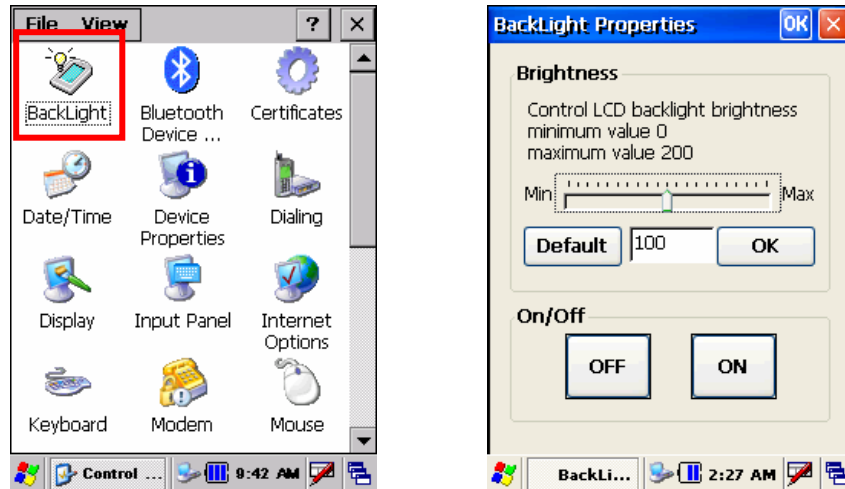 File View ? ×
BackLight Bluetooth Device ... Certificates
Date/Time Device Properties Dialing
Display Input Panel Internet Options
Keyboard Modem Mouse
Control ... 9:42 AM
BackLight Properties OK ×
Brightness
Control LCD backlight brightness
minimum value 0
maximum value 200
Min Max
Default 100 OK
On/Off
OFF ON
BackLi... 2:27 AM